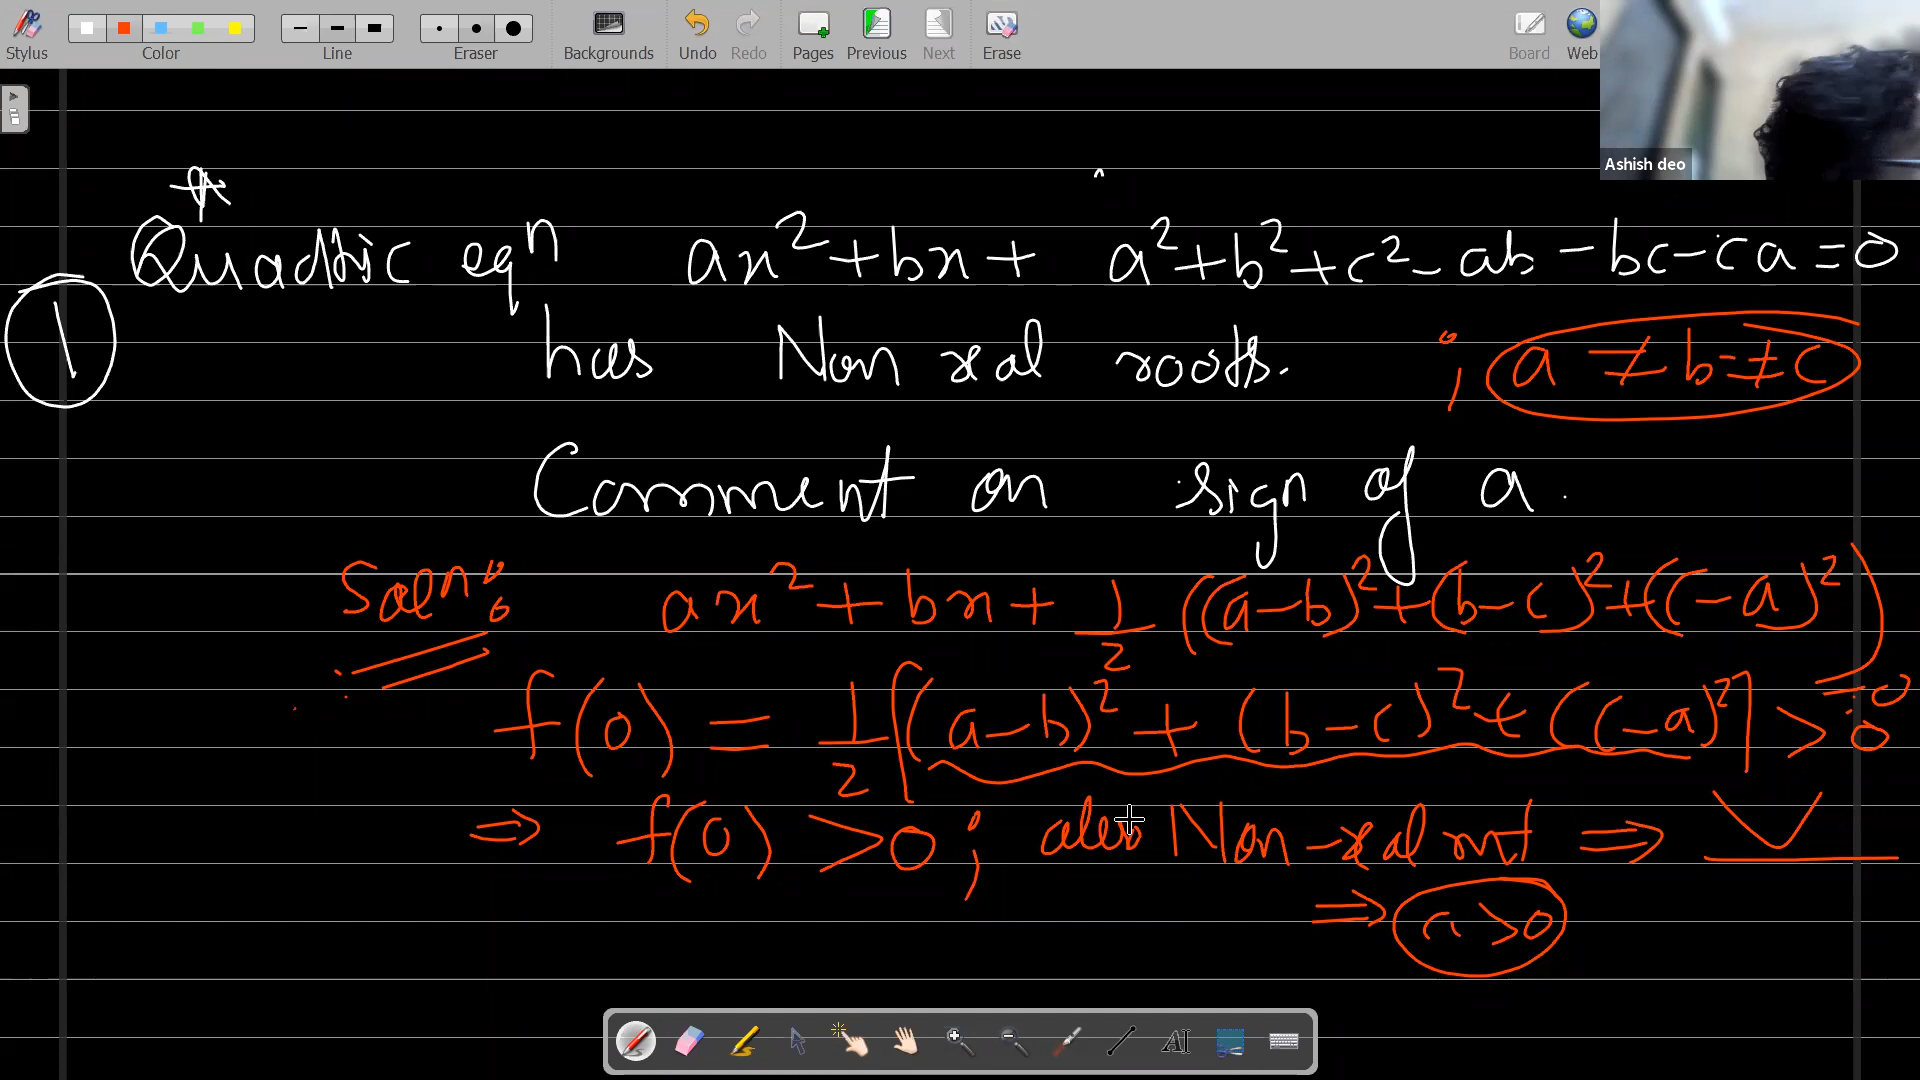 Stylus Color Line Eraser Backgrounds Undo Redo Pages Previous Next Erase Board Web
Ashish deo
Quadtic eqⁿ ax² + bx + a² + b² + c² - ab - bc - ca = 0
1
has Non real roots. ; a ≠ b ≠ c
Comment on sign of a.
Solⁿ: ax² + bx + 1/2 ((a-b)² + (b-c)² + (c-a)²) = 0
f(0) = 1/2 [(a-b)² + (b-c)² + (c-a)²] > 0
⇒ f(0) > 0 ; also Non-real root ⇒
⇒ a > 0